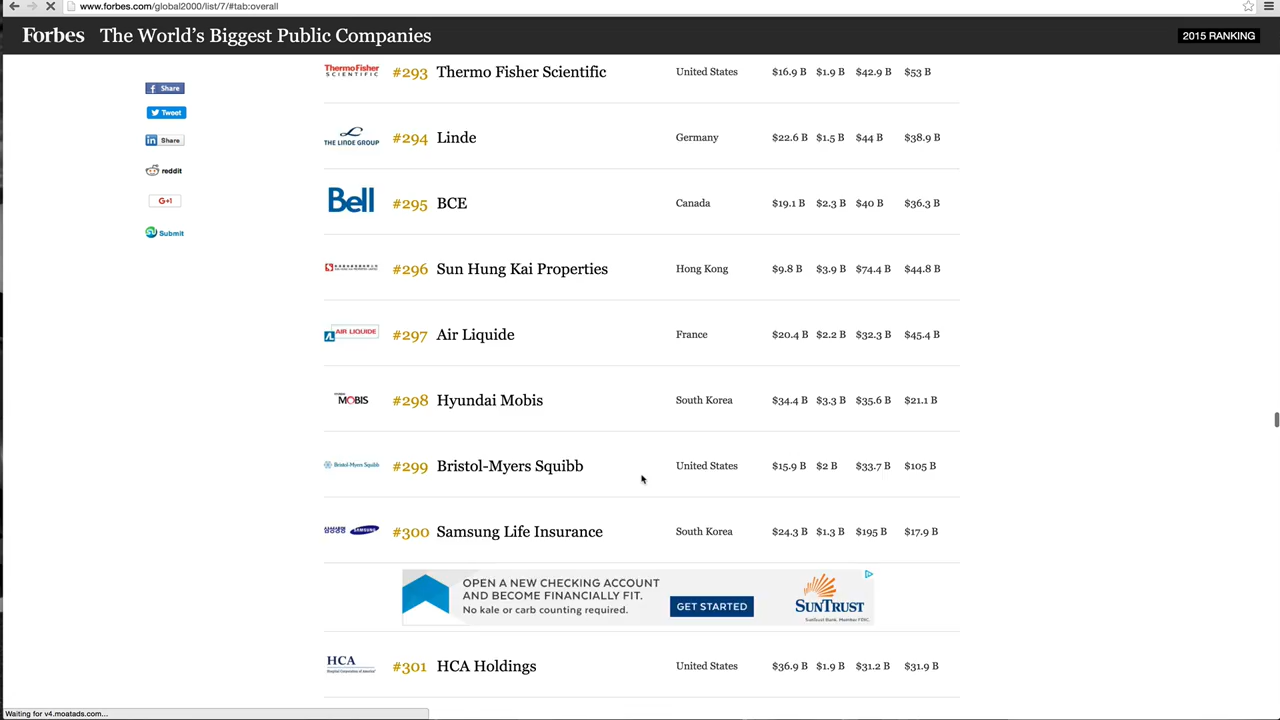 www.forbes.com/global2000/list/7/#tab:overall
Forbes The World's Biggest Public Companies 2015 RANKING
Share
Tweet
Share
reddit
G+1
Submit
ThermoFisher
SCIENTIFIC
#293 Thermo Fisher Scientific United States $16.9 B $1.9 B $42.9 B $53 B
THE LINDE GROUP
#294 Linde Germany $22.6 B $1.5 B $44 B $38.9 B
Bell #295 BCE Canada $19.1 B $2.3 B $40 B $36.3 B
#296 Sun Hung Kai Properties Hong Kong $9.8 B $3.9 B $74.4 B $44.8 B
AIR LIQUIDE #297 Air Liquide France $20.4 B $2.2 B $32.3 B $45.4 B
MOBIS #298 Hyundai Mobis South Korea $34.4 B $3.3 B $35.6 B $21.1 B
Bristol-Myers Squibb #299 Bristol-Myers Squibb United States $15.9 B $2 B $33.7 B $105 B
삼성생명 SAMSUNG #300 Samsung Life Insurance South Korea $24.3 B $1.3 B $195 B $17.9 B
OPEN A NEW CHECKING ACCOUNT
AND BECOME FINANCIALLY FIT.
No kale or carb counting required.
GET STARTED
SUNTRUST
SunTrust Bank, Member FDIC.
HCA
Hospital Corporation of America
#301 HCA Holdings United States $36.9 B $1.9 B $31.2 B $31.9 B
Waiting for v4.moatads.com...